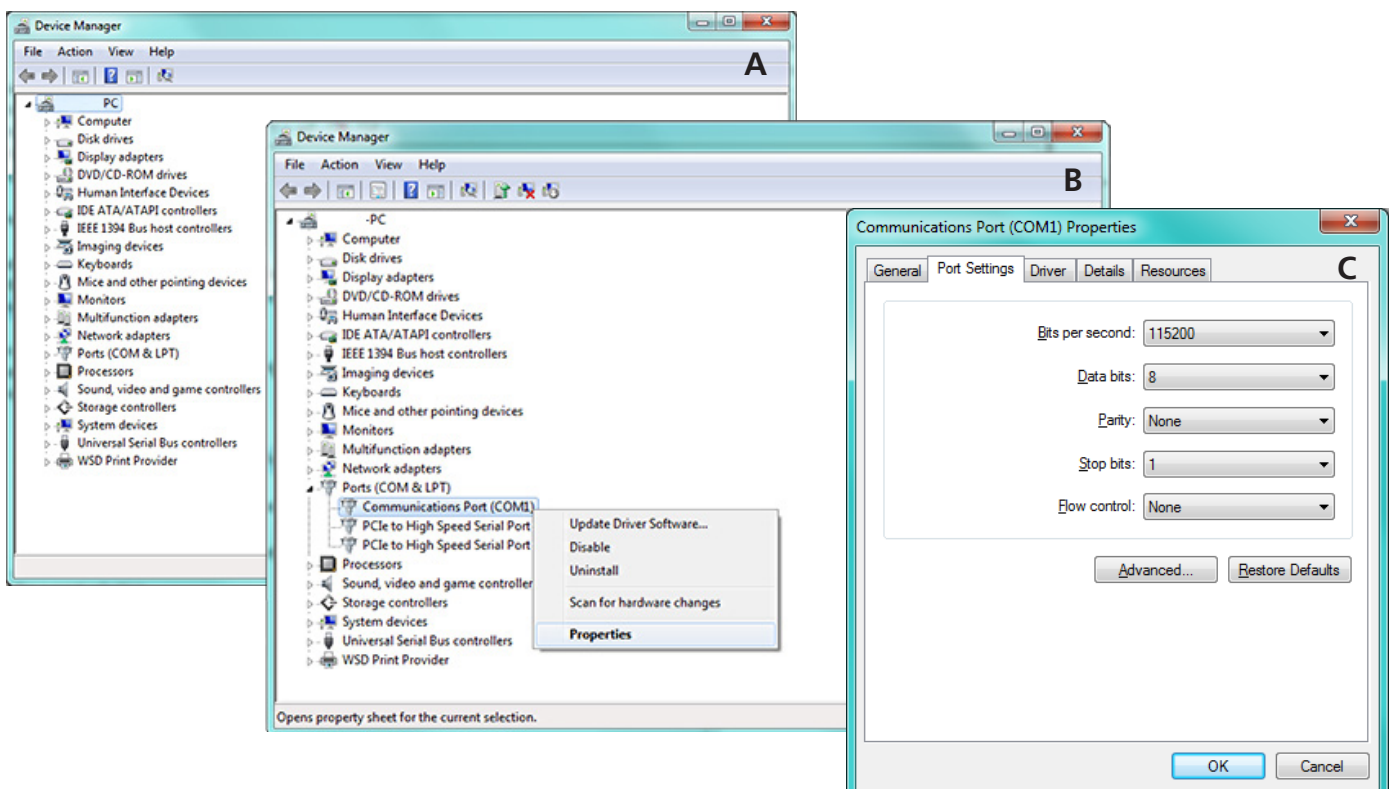 Device Manager
File Action View Help
A
PC
Computer
Disk drives
Display adapters
DVD/CD-ROM drives
Human Interface Devices
IDE ATA/ATAPI controllers
IEEE 1394 Bus host controllers
Imaging devices
Keyboards
Mice and other pointing devices
Monitors
Multifunction adapters
Network adapters
Ports (COM & LPT)
Processors
Sound, video and game controllers
Storage controllers
System devices
Universal Serial Bus controllers
WSD Print Provider
Device Manager
File Action View Help
B
-PC
Computer
Disk drives
Display adapters
DVD/CD-ROM drives
Human Interface Devices
IDE ATA/ATAPI controllers
IEEE 1394 Bus host controllers
Imaging devices
Keyboards
Mice and other pointing devices
Monitors
Multifunction adapters
Network adapters
Ports (COM & LPT)
Communications Port (COM1)
PCIe to High Speed Serial Port
PCIe to High Speed Serial Port
Processors
Sound, video and game controller
Storage controllers
System devices
Universal Serial Bus controllers
WSD Print Provider
Update Driver Software...
Disable
Uninstall
Scan for hardware changes
Properties
Opens property sheet for the current selection.
Communications Port (COM1) Properties
General Port Settings Driver Details Resources
C
Bits per second: 115200
Data bits: 8
Parity: None
Stop bits: 1
Flow control: None
Advanced... Restore Defaults
OK Cancel